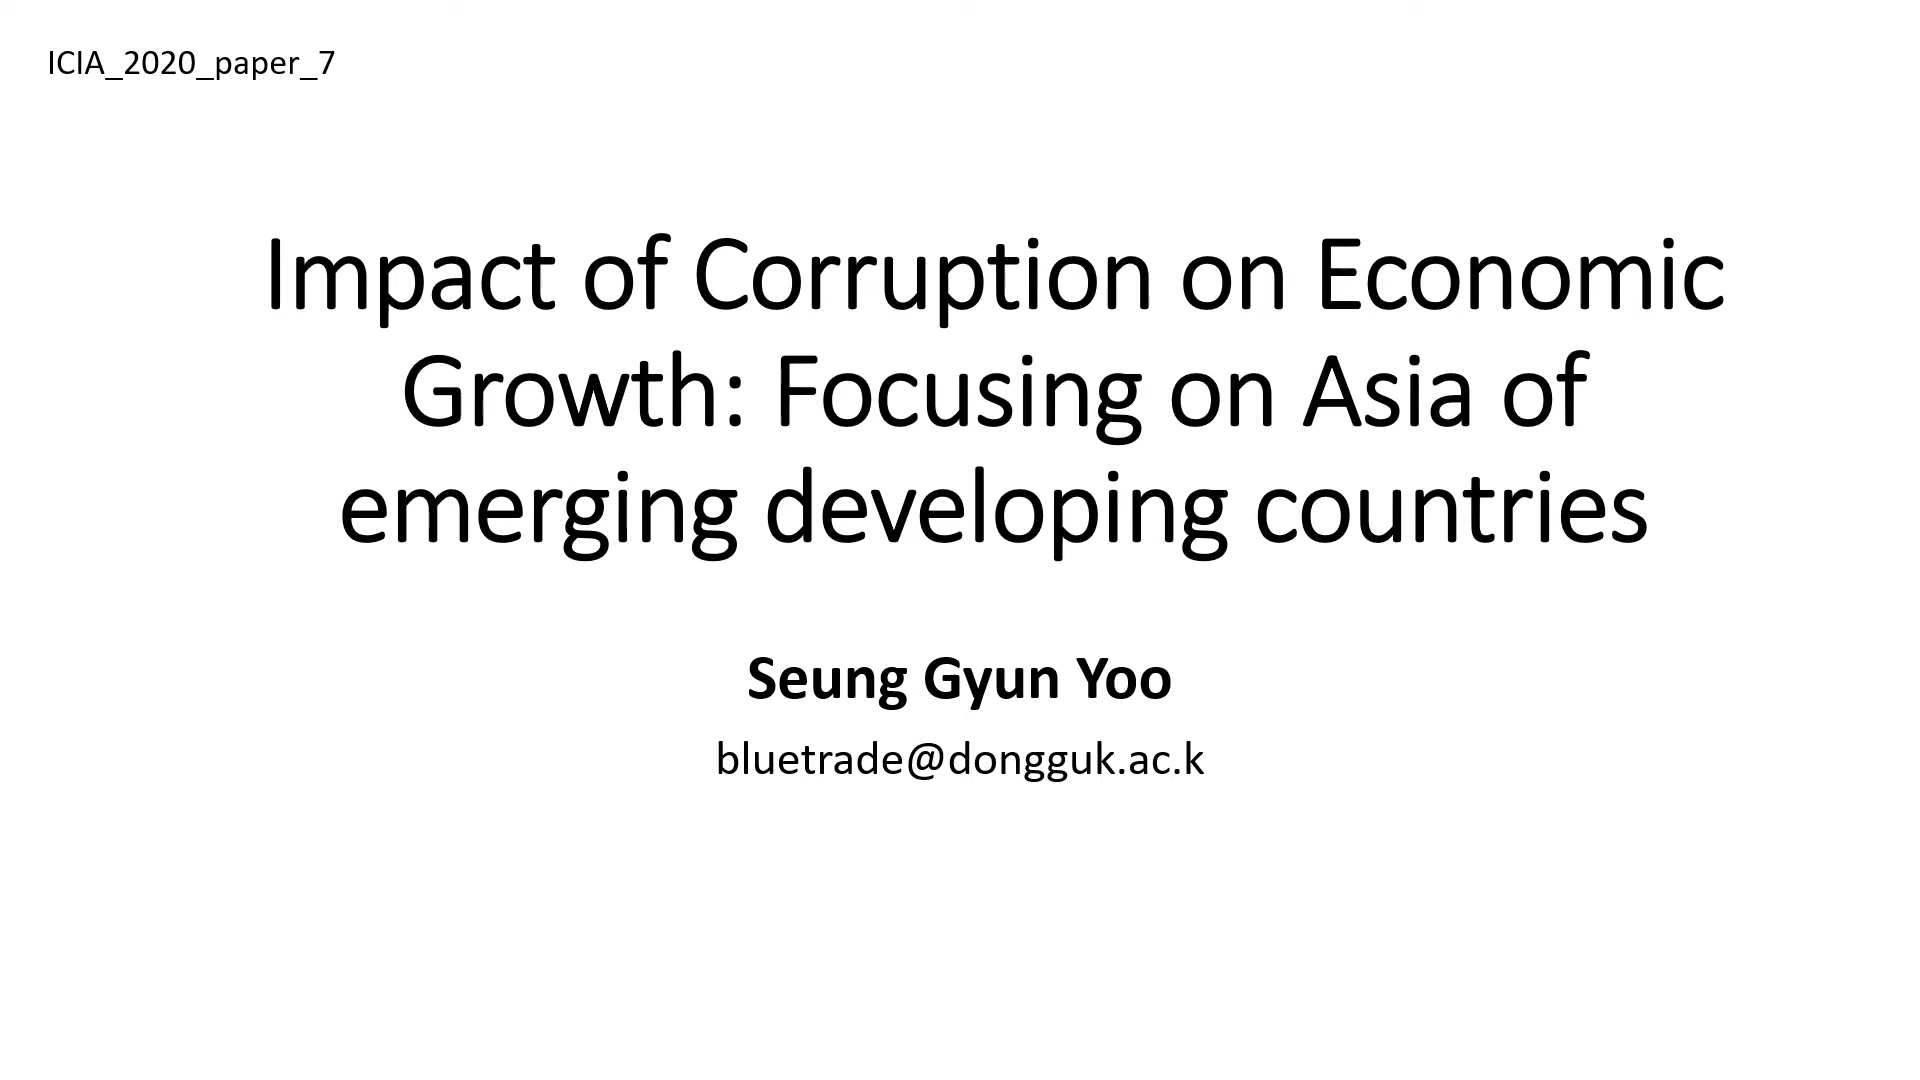 ICIA_2020_paper_7
Impact of Corruption on Economic
Growth: Focusing on Asia of
emerging developing countries
Seung Gyun Yoo
bluetrade@dongguk.ac.k